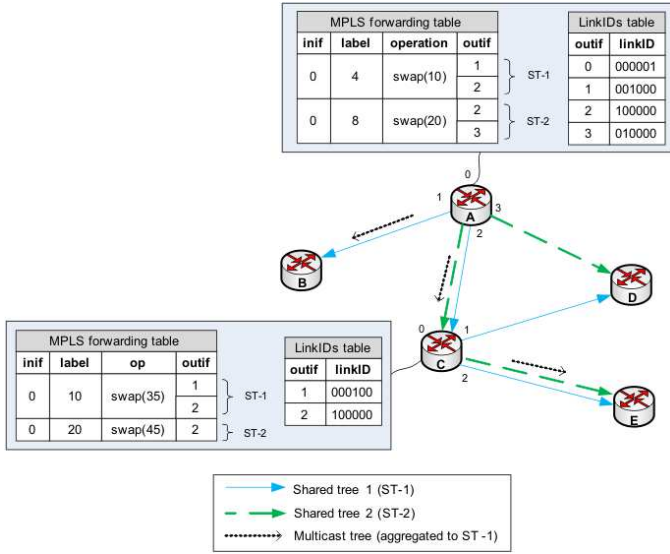 MPLS forwarding table
inif label operation outif
0 4 swap(10) 1
2
ST-1
0 8 swap(20) 2
3
ST-2
LinkIDs table
outif linkID
0 000001
1 001000
2 100000
3 010000
0
1
A
3
2
B
D
0
1
C
2
E
MPLS forwarding table
inif label op outif
0 10 swap(35) 1
2
ST-1
0 20 swap(45) 2
ST-2
LinkIDs table
outif linkID
1 000100
2 100000
Shared tree 1 (ST-1)
Shared tree 2 (ST-2)
Multicast tree (aggregated to ST-1)